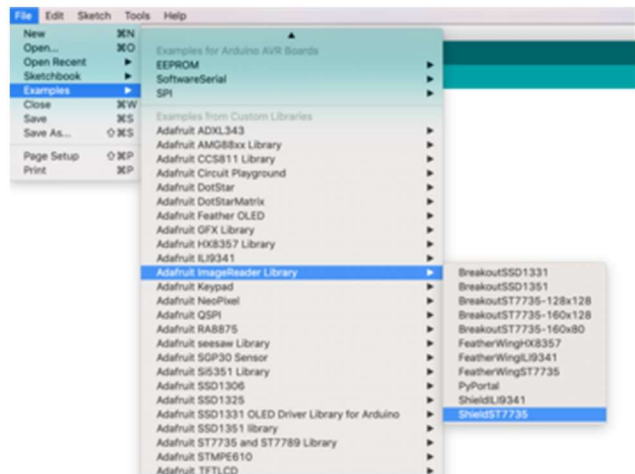 File Edit Sketch Tools Help
New ⌘N
Open... ⌘O
Open Recent
Sketchbook
Examples
Close ⌘W
Save ⌘S
Save As... ⇧⌘S
Page Setup ⇧⌘P
Print ⌘P
Examples for Arduino AVR Boards
EEPROM
SoftwareSerial
SPI
Examples from Custom Libraries
Adafruit ADXL343
Adafruit AMG88xx Library
Adafruit CCS811 Library
Adafruit Circuit Playground
Adafruit DotStar
Adafruit DotStarMatrix
Adafruit Feather OLED
Adafruit GFX Library
Adafruit HX8357 Library
Adafruit ILI9341
Adafruit ImageReader Library
Adafruit Keypad
Adafruit NeoPixel
Adafruit QSPI
Adafruit RA8875
Adafruit seesaw Library
Adafruit SGP30 Sensor
Adafruit Si5351 Library
Adafruit SSD1306
Adafruit SSD1325
Adafruit SSD1331 OLED Driver Library for Arduino
Adafruit SSD1351 library
Adafruit ST7735 and ST7789 Library
Adafruit STMPE610
Adafruit TFTLCD
BreakoutSSD1331
BreakoutSSD1351
BreakoutST7735-128x128
BreakoutST7735-160x128
BreakoutST7735-160x80
FeatherWingHX8357
FeatherWingILI9341
FeatherWingST7735
PyPortal
ShieldILI9341
ShieldST7735